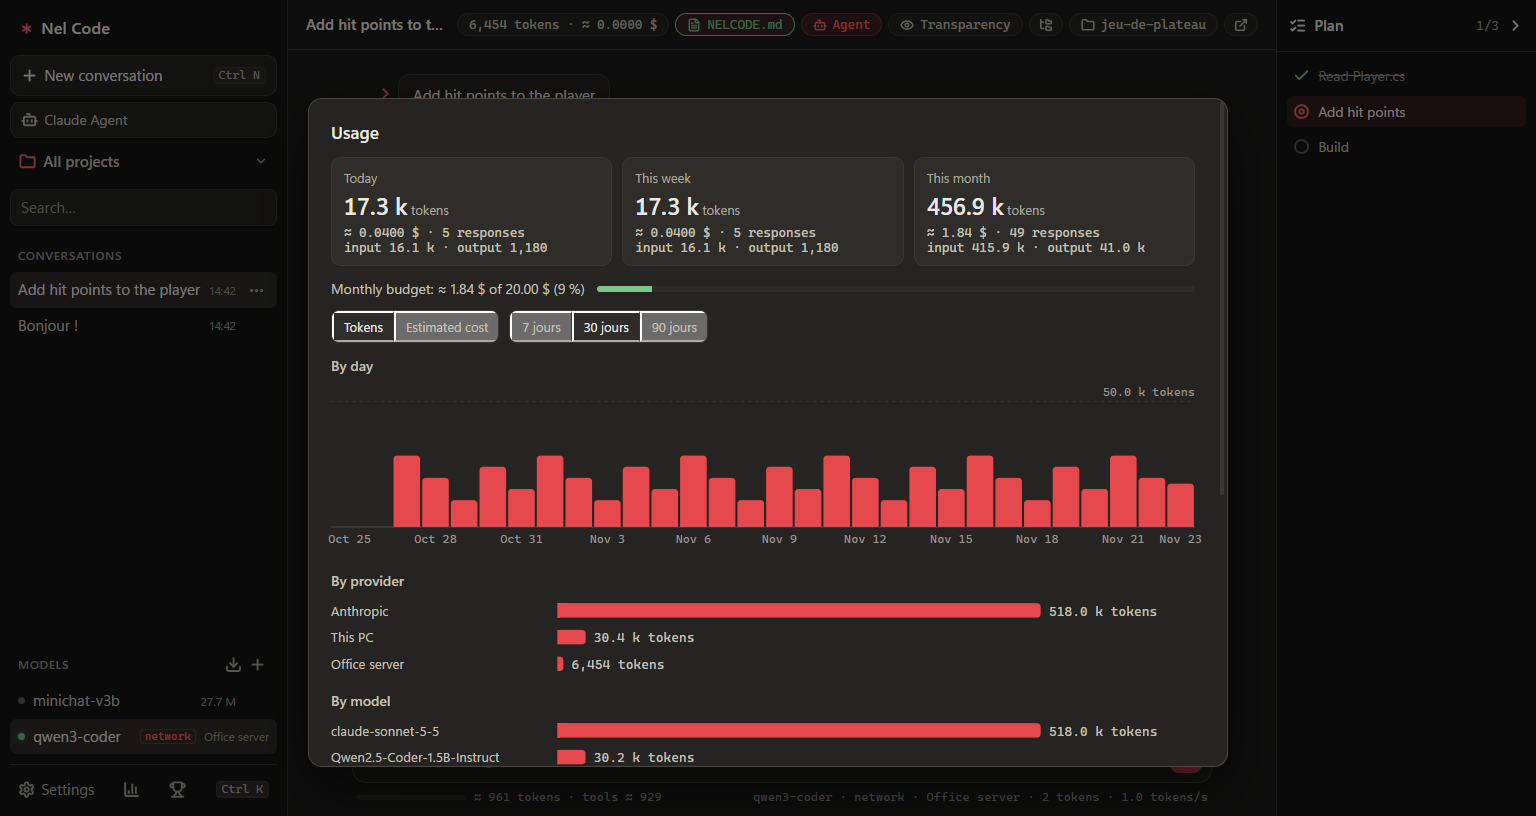 Nel Code
New conversation Ctrl N
Claude Agent
All projects
Search...
CONVERSATIONS
Add hit points to the player 14:42 ···
Bonjour ! 14:42
MODELS
minichat-v3b 27.7 M
qwen3-coder network Office server
Settings Ctrl K
Add hit points to t... 6,454 tokens · ≈ 0.0000 $ NELCODE.md Agent Transparency jeu-de-plateau
Add hit points to the player
Usage
Today
17.3 k tokens
≈ 0.0400 $ · 5 responses
input 16.1 k · output 1,180
This week
17.3 k tokens
≈ 0.0400 $ · 5 responses
input 16.1 k · output 1,180
This month
456.9 k tokens
≈ 1.84 $ · 49 responses
input 415.9 k · output 41.0 k
Monthly budget: ≈ 1.84 $ of 20.00 $ (9 %)
Tokens Estimated cost 7 jours 30 jours 90 jours
By day
50.0 k tokens
Oct 25 Oct 28 Oct 31 Nov 3 Nov 6 Nov 9 Nov 12 Nov 15 Nov 18 Nov 21 Nov 23
By provider
Anthropic 518.0 k tokens
This PC 30.4 k tokens
Office server 6,454 tokens
By model
claude-sonnet-5-5 518.0 k tokens
Qwen2.5-Coder-1.5B-Instruct 30.2 k tokens
≈ 961 tokens · tools ≈ 929 qwen3-coder · network · Office server · 2 tokens · 1.0 tokens/s
Plan 1/3
Read Player.cs
Add hit points
Build